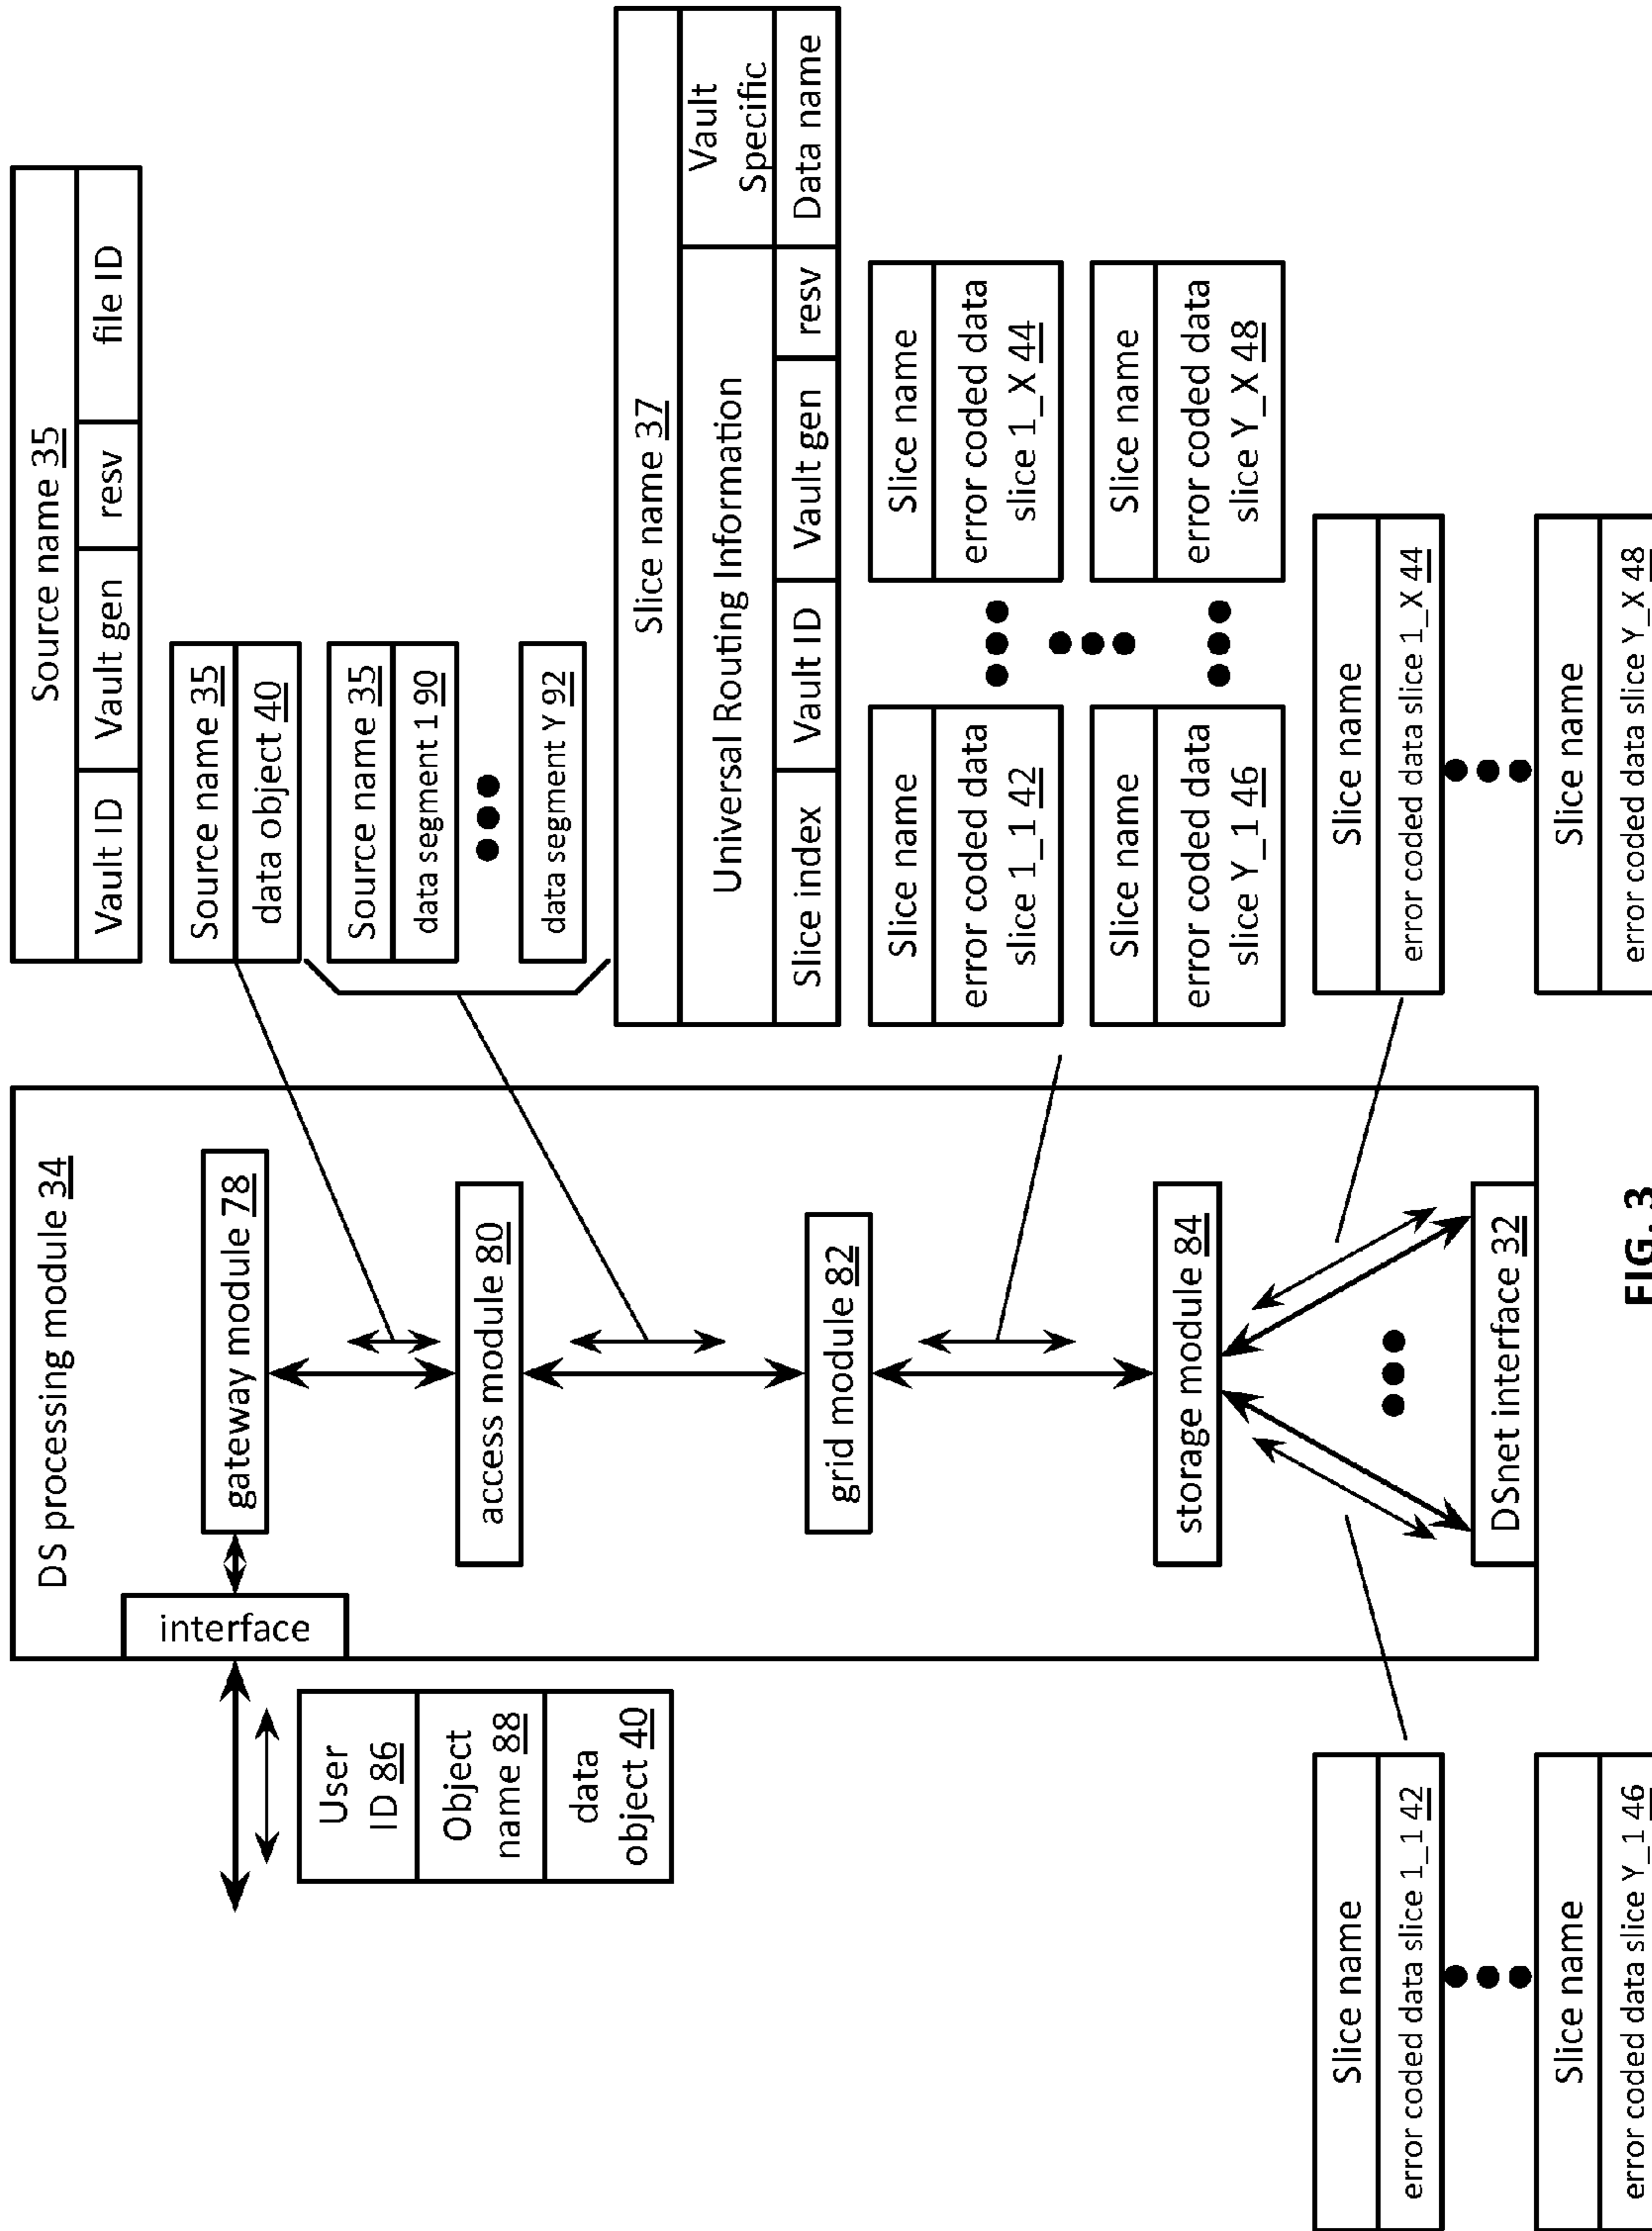 DS processing module 34
interface
gateway module 78
access module 80
grid module 82
storage module 84
DSnet interface 32
User
ID 86
Object
name 88
data
object 40
Source name 35
Vault ID
Vault gen
resv
file ID
Source name 35
data object 40
Source name 35
data segment 1 90
data segment Y 92
Slice name 37
Universal Routing Information
Vault
Specific
Slice index
Vault ID
Vault gen
resv
Data name
Slice name
error coded data
slice 1_1 42
Slice name
error coded data
slice 1_X 44
Slice name
error coded data
slice Y_1 46
Slice name
error coded data
slice Y_X 48
Slice name
error coded data slice 1_1 42
Slice name
error coded data slice Y_1 46
Slice name
error coded data slice 1_X 44
Slice name
error coded data slice Y_X 48
FIG. 3